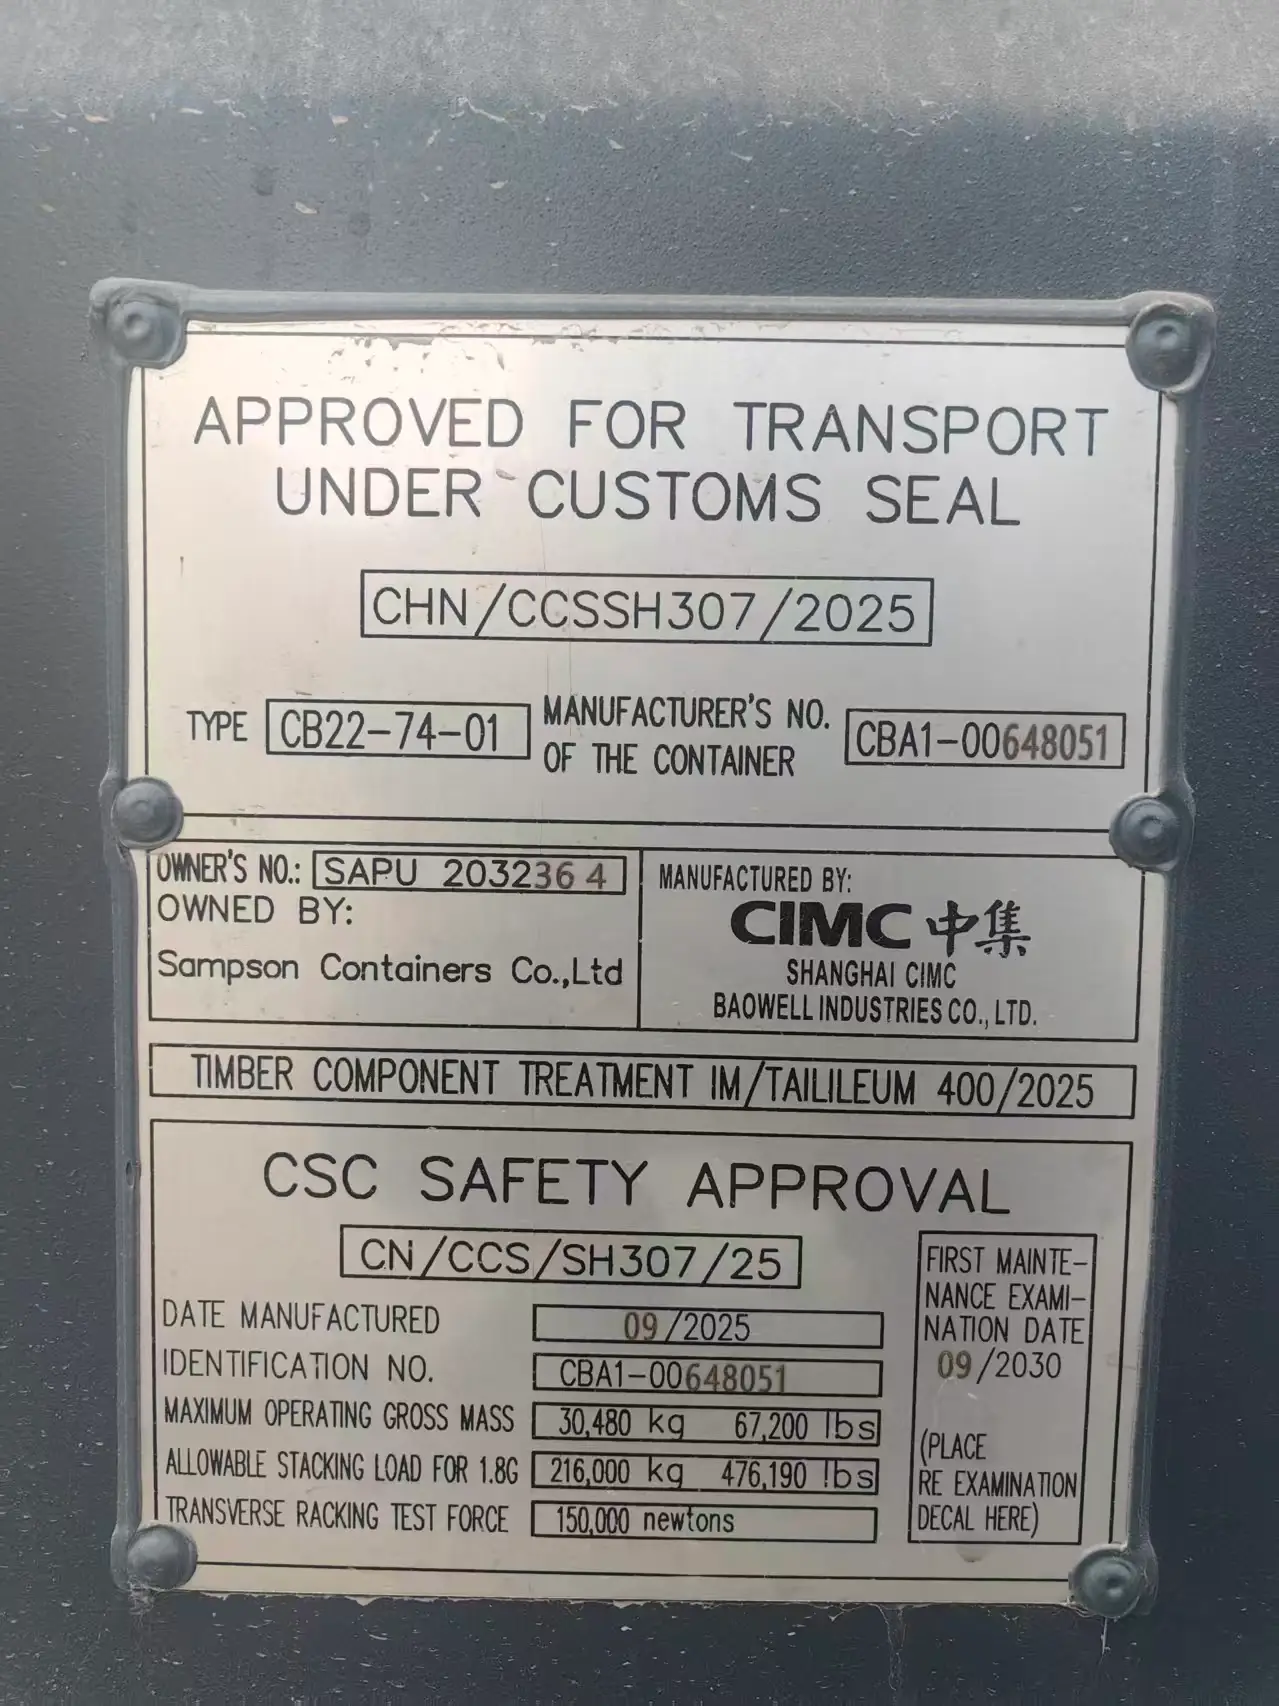 APPROVED FOR TRANSPORT
UNDER CUSTOMS SEAL
CHN/CCSSH307/2025
TYPE CB22-74-01
MANUFACTURER'S NO.
OF THE CONTAINER
CBA1-00648051
OWNER'S NO.: SAPU 203236 4
OWNED BY:
Sampson Containers Co.,Ltd
MANUFACTURED BY:
CIMC 中集
SHANGHAI CIMC
BAOWELL INDUSTRIES CO., LTD.
TIMBER COMPONENT TREATMENT IM/TAILILEUM 400/2025
CSC SAFETY APPROVAL
CN/CCS/SH307/25
DATE MANUFACTURED 09/2025
IDENTIFICATION NO. CBA1-00648051
MAXIMUM OPERATING GROSS MASS 30,480 kg 67,200 lbs
ALLOWABLE STACKING LOAD FOR 1.8G 216,000 kg 476,190 lbs
TRANSVERSE RACKING TEST FORCE 150,000 newtons
FIRST MAINTE-
NANCE EXAMI-
NATION DATE
09/2030
(PLACE
RE EXAMINATION
DECAL HERE)